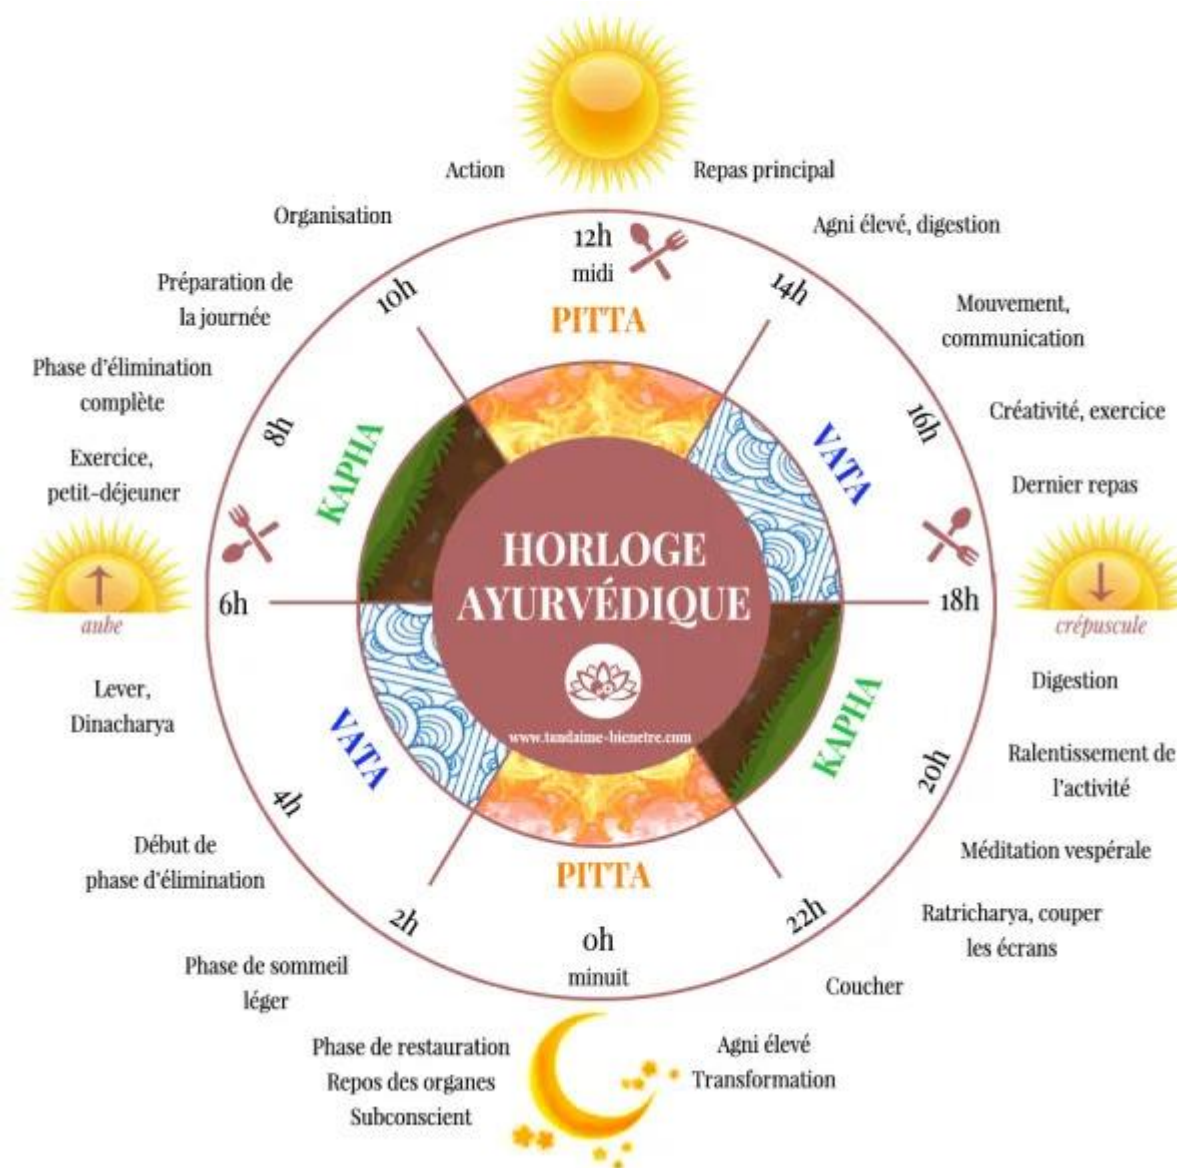 Action
Repas principal
Organisation
Agni élevé, digestion
12h
midi
10h
14h
Préparation de
la journée
Mouvement,
communication
PITTA
Phase d'élimination
complète
Créativité, exercice
8h
16h
KAPHA
VATA
Exercice,
petit-déjeuner
Dernier repas
HORLOGE
AYURVÉDIQUE
6h
18h
aube
crépuscule
www.tandaime-bienetre.com
Lever,
Dinacharya
Digestion
VATA
KAPHA
Ralentissement de
l'activité
4h
20h
Début de
phase d'élimination
Méditation vespérale
PITTA
2h
22h
Ratricharya, couper
les écrans
0h
minuit
Phase de sommeil
léger
Coucher
Phase de restauration
Repos des organes
Subconscient
Agni élevé
Transformation